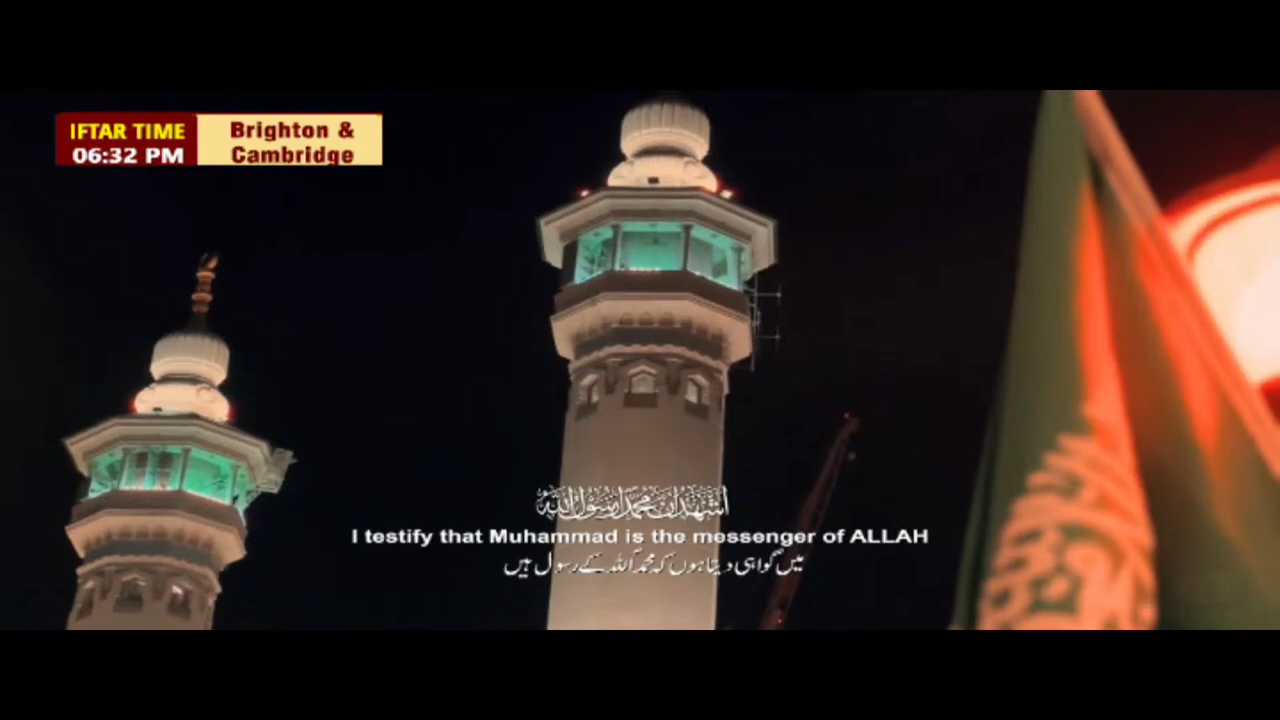 IFTAR TIME
06:32 PM
Brighton &
Cambridge
اشهد ان محمدا رسول الله
I testify that Muhammad is the messenger of ALLAH
میں گواہی دیتا ہوں کہ محمدؐ اللہ کے رسول ہیں